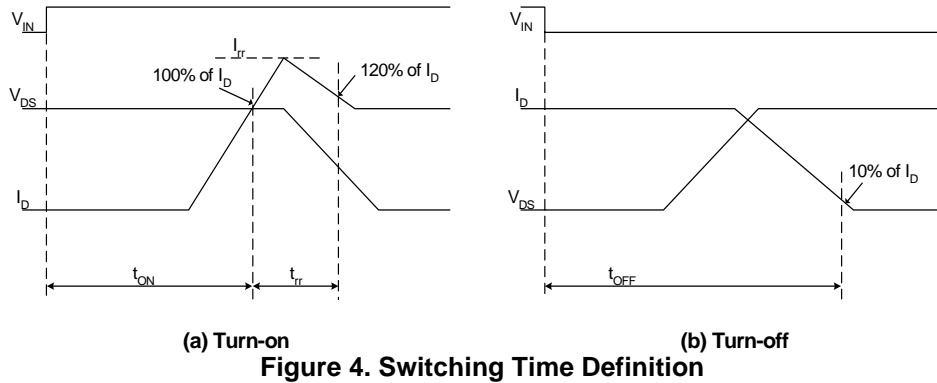 V_IN
I_rr
100% of I_D
120% of I_D
V_DS
I_D
t_ON
t_rr
(a) Turn-on
V_IN
I_D
10% of I_D
V_DS
t_OFF
(b) Turn-off
Figure 4. Switching Time Definition